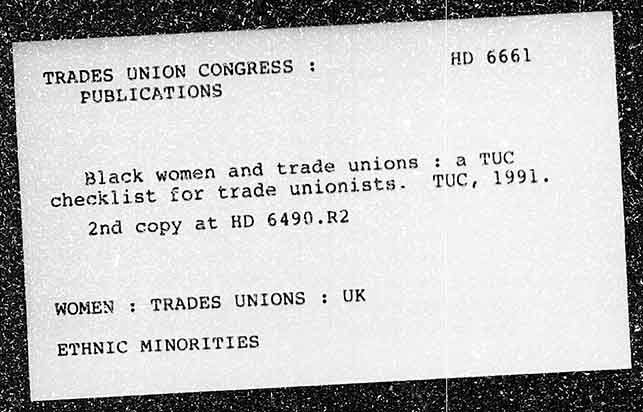 TRADES UNION CONGRESS : HD 6661
PUBLICATIONS
Black women and trade unions : a TUC
checklist for trade unionists. TUC, 1991.
2nd copy at HD 6490.R2
WOMEN : TRADES UNIONS : UK
ETHNIC MINORITIES